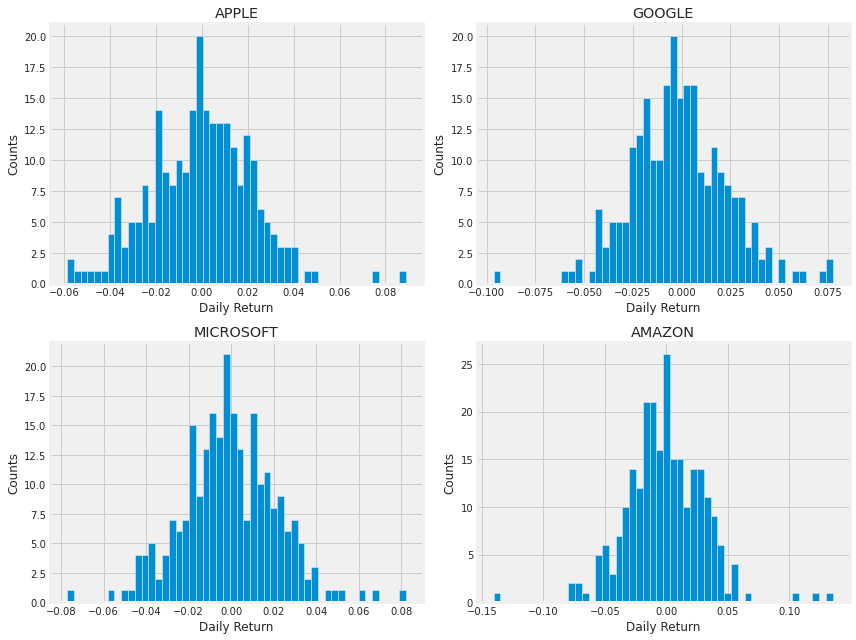 APPLE
Counts
20.0
17.5
15.0
12.5
10.0
7.5
5.0
2.5
0.0
−0.06 −0.04 −0.02 0.00 0.02 0.04 0.06 0.08
Daily Return
GOOGLE
Counts
20.0
17.5
15.0
12.5
10.0
7.5
5.0
2.5
0.0
−0.100 −0.075 −0.050 −0.025 0.000 0.025 0.050 0.075
Daily Return
MICROSOFT
Counts
20.0
17.5
15.0
12.5
10.0
7.5
5.0
2.5
0.0
−0.08 −0.06 −0.04 −0.02 0.00 0.02 0.04 0.06 0.08
Daily Return
AMAZON
Counts
25
20
15
10
5
0
−0.15 −0.10 −0.05 0.00 0.05 0.10
Daily Return